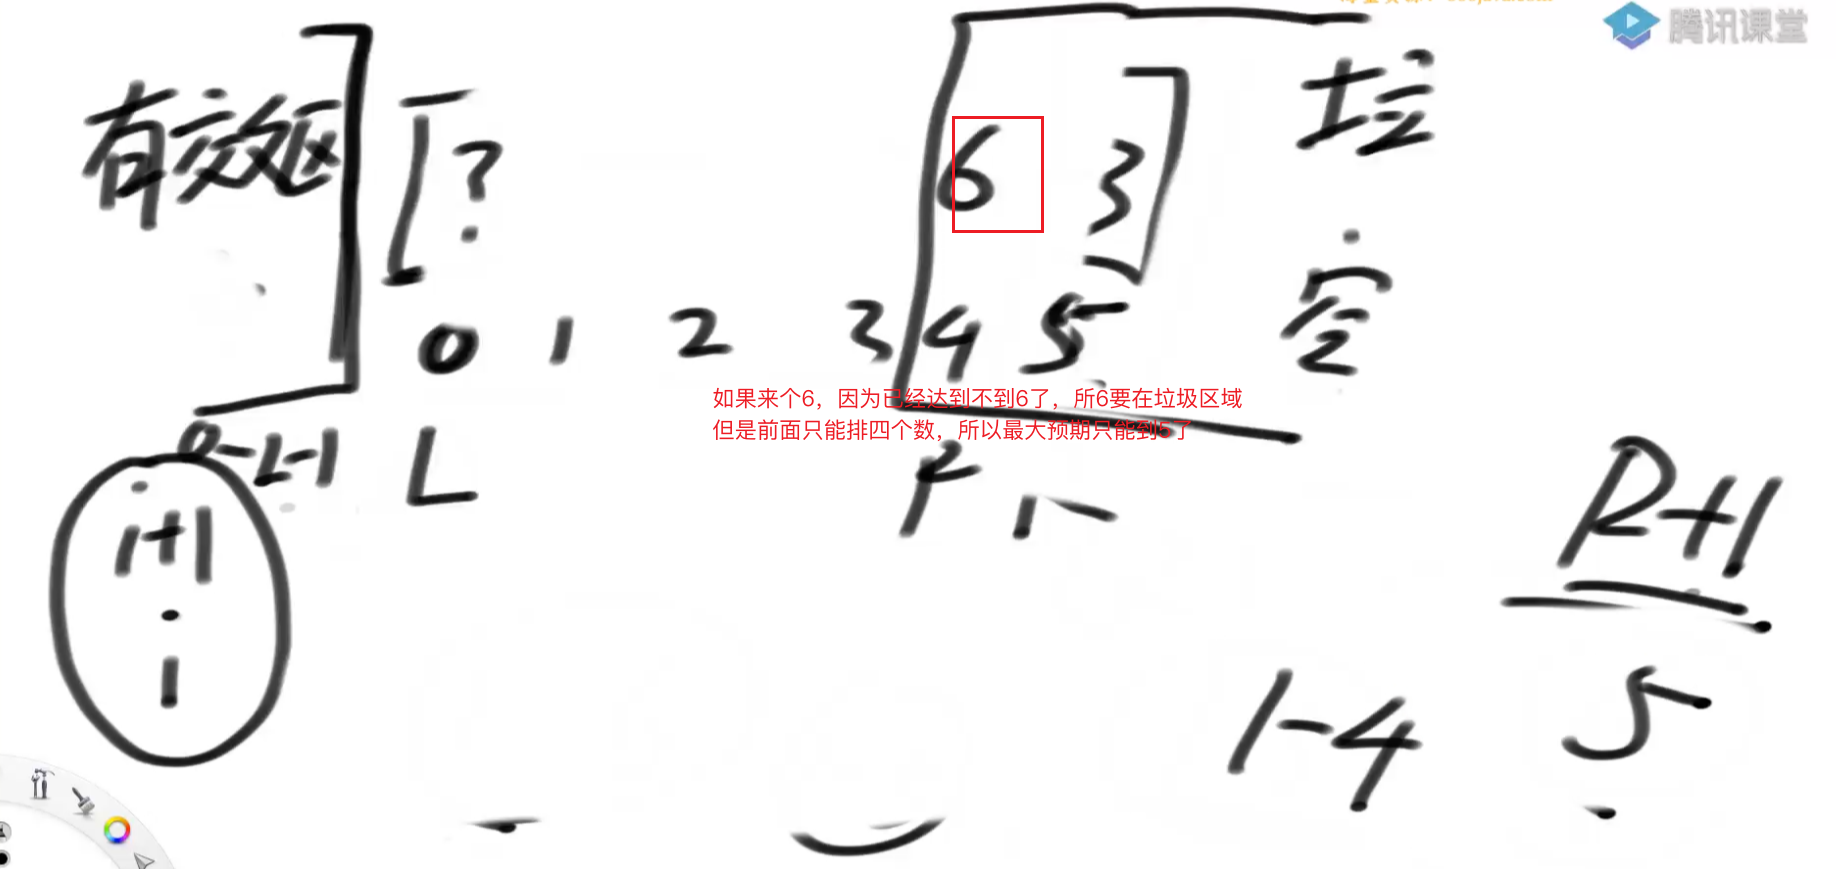 腾讯课堂
有效区 [ ?
6 3
垃
0 1 2 3 4 5
如果来个6，因为已经达到不到6了，所6要在垃圾区域
但是前面只能排四个数，所以最大预期只能到5了
0~L-1 L
R+1
i+1
i
1-4 5